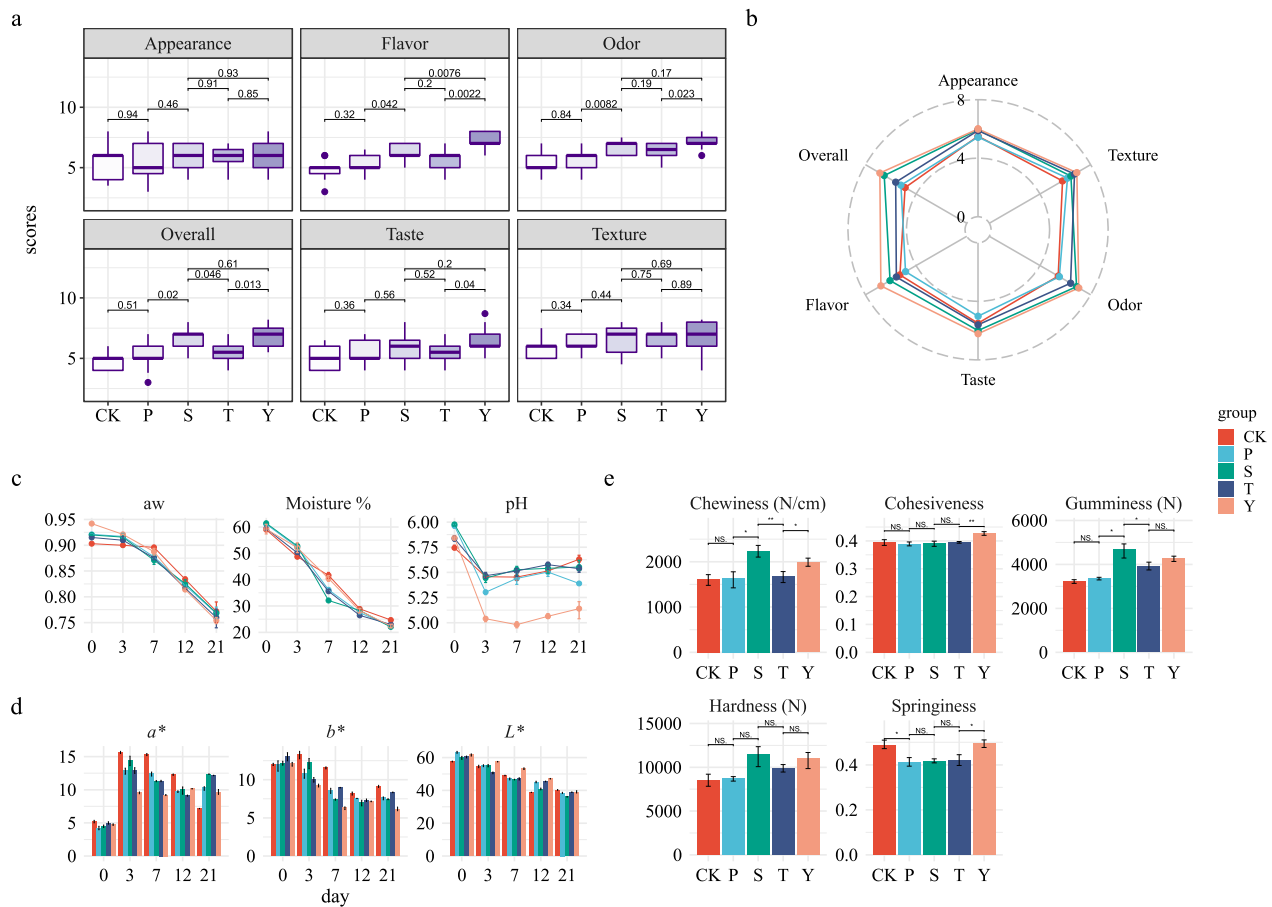 a
Appearance
Flavor
Odor
0.93
0.91
0.85
0.46
0.94
0.0076
0.2
0.0022
0.042
0.32
0.17
0.19
0.023
0.0082
0.84
10
5
scores
Overall
Taste
Texture
0.61
0.046
0.013
0.02
0.51
0.2
0.52
0.04
0.56
0.36
0.69
0.75
0.89
0.44
0.34
10
5
CK P S T Y
CK P S T Y
CK P S T Y
b
Appearance
8
Overall
Texture
4
0
Flavor
Odor
Taste
group
CK
P
S
T
Y
c
aw
0.95
0.90
0.85
0.80
0.75
0 3 7 12 21
Moisture %
60
50
40
30
20
0 3 7 12 21
pH
6.00
5.75
5.50
5.25
5.00
0 3 7 12 21
d
a*
15
10
5
0
0 3 7 12 21
b*
10
5
0
0 3 7 12 21
L*
60
40
20
0
0 3 7 12 21
day
e
Chewiness (N/cm)
NS.
*
**
*
2000
1000
0
CK P S T Y
Cohesiveness
NS.
NS.
NS.
**
0.4
0.3
0.2
0.1
0.0
CK P S T Y
Gumminess (N)
NS.
*
*
NS.
6000
4000
2000
0
CK P S T Y
Hardness (N)
NS.
NS.
NS.
NS.
15000
10000
5000
0
CK P S T Y
Springiness
*
NS.
NS.
*
0.4
0.2
0.0
CK P S T Y